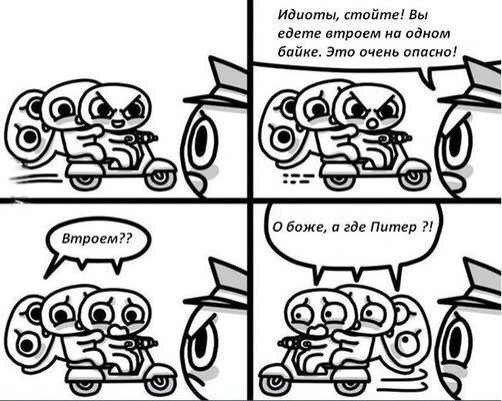 Идиоты, стойте! Вы
едете втроем на одном
байке. Это очень опасно!
Втроем??
О боже, а где Питер ?!